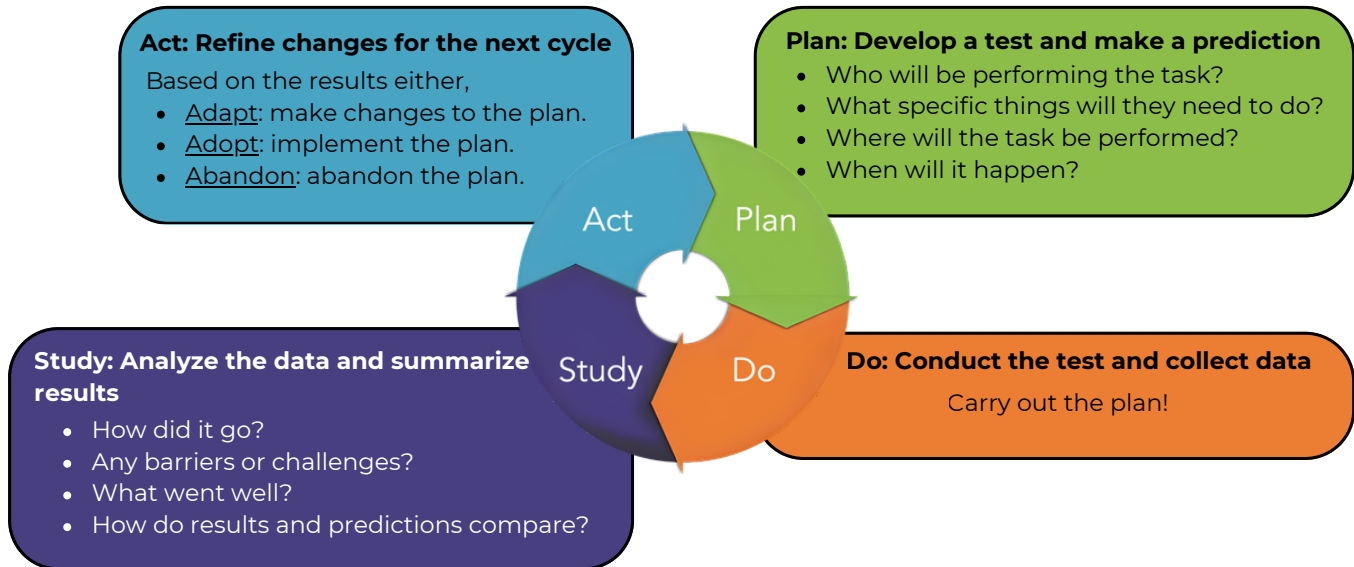 Act: Refine changes for the next cycle
Based on the results either,
• Adapt: make changes to the plan.
• Adopt: implement the plan.
• Abandon: abandon the plan.
Plan: Develop a test and make a prediction
• Who will be performing the task?
• What specific things will they need to do?
• Where will the task be performed?
• When will it happen?
Act
Plan
Study
Do
Study: Analyze the data and summarize
results
• How did it go?
• Any barriers or challenges?
• What went well?
• How do results and predictions compare?
Do: Conduct the test and collect data
Carry out the plan!